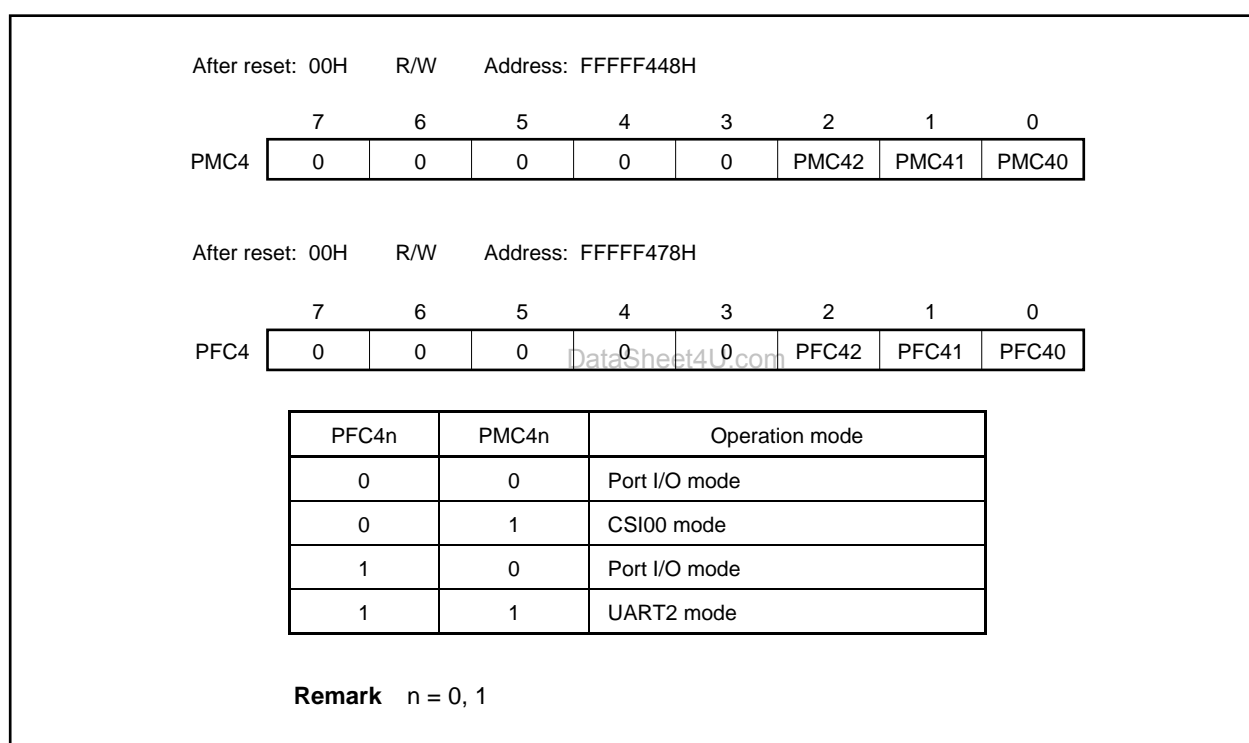 After reset: 00H R/W Address: FFFFF448H
7 6 5 4 3 2 1 0
PMC4 0 0 0 0 0 PMC42 PMC41 PMC40
After reset: 00H R/W Address: FFFFF478H
7 6 5 4 3 2 1 0
PFC4 0 0 0 0 0 PFC42 PFC41 PFC40
DataSheet4U.com
PFC4n PMC4n Operation mode
0 0 Port I/O mode
0 1 CSI00 mode
1 0 Port I/O mode
1 1 UART2 mode
Remark n = 0, 1